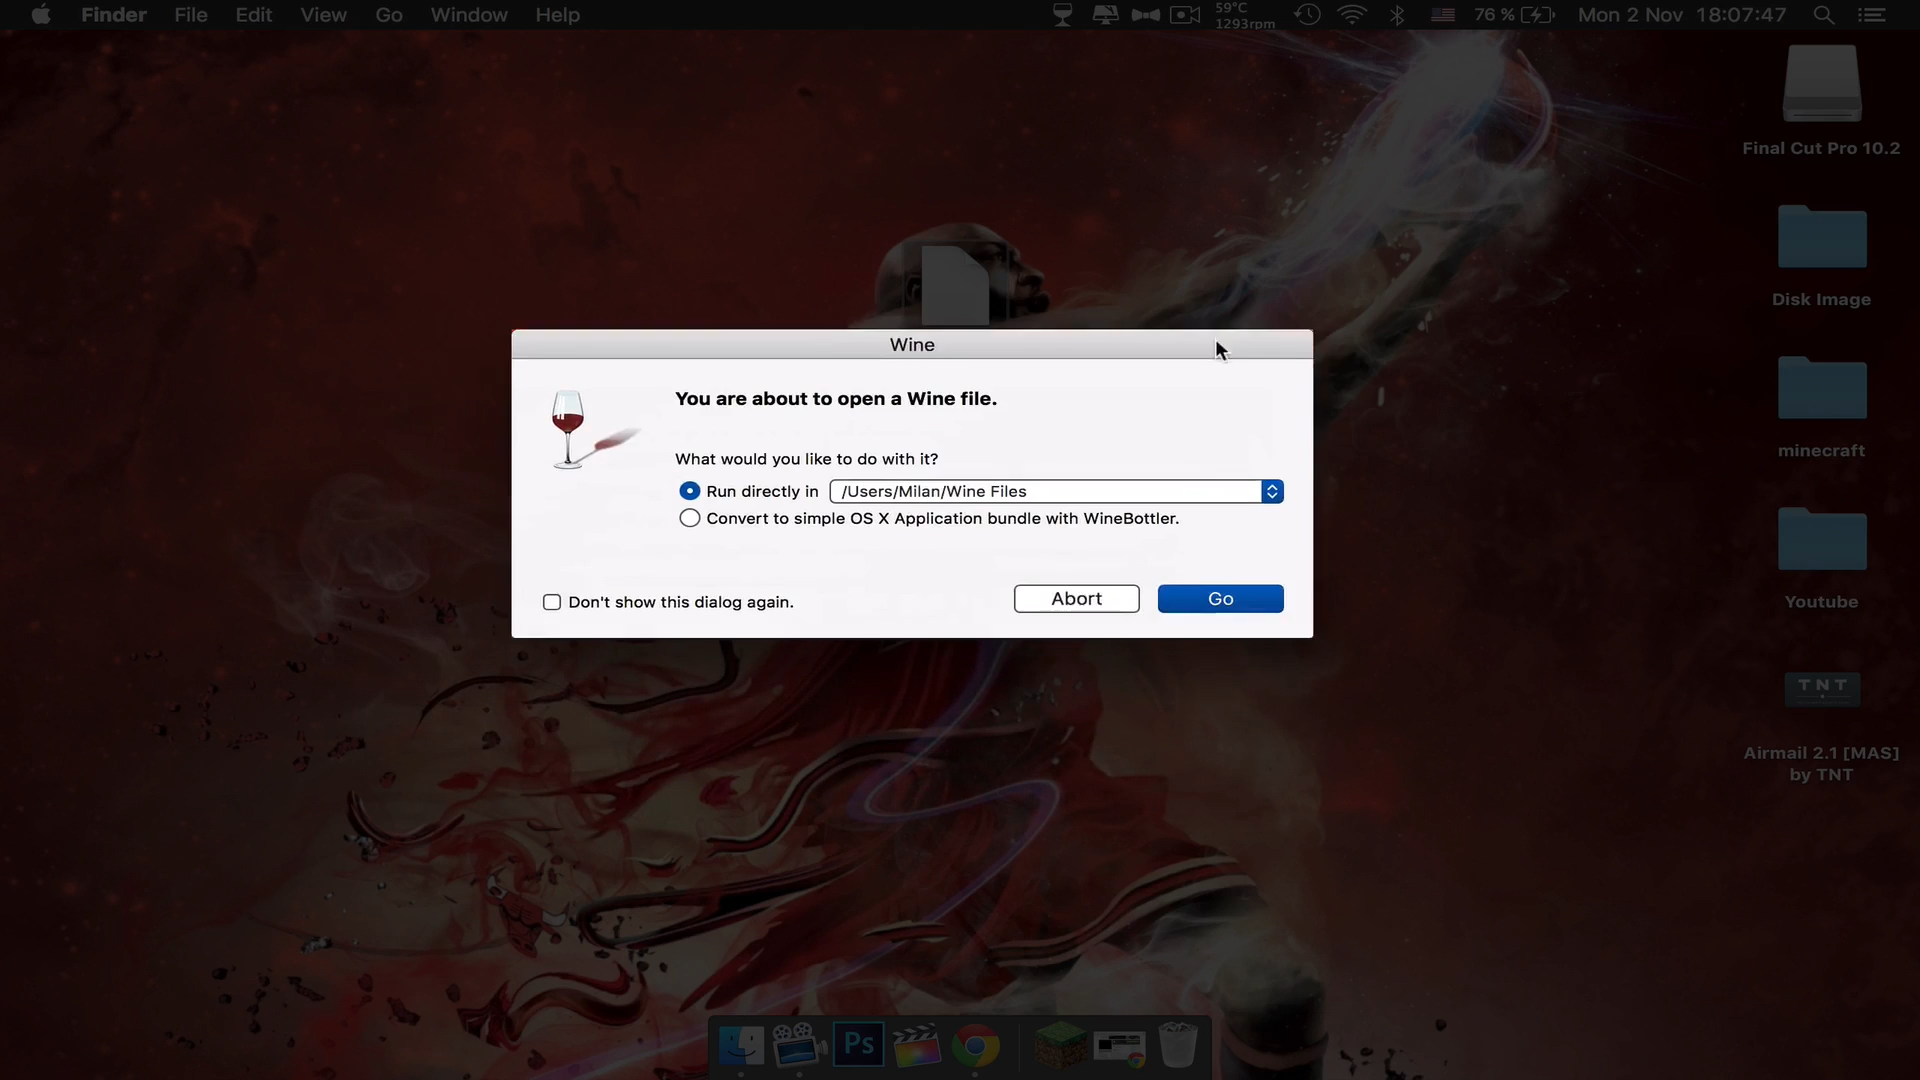 Finder File Edit View Go Window Help
59°C
1293rpm
76 %
Mon 2 Nov 18:07:47
Final Cut Pro 10.2
Disk Image
minecraft
Youtube
TNT
Airmail 2.1 [MAS]
by TNT
Wine
You are about to open a Wine file.
What would you like to do with it?
Run directly in /Users/Milan/Wine Files
Convert to simple OS X Application bundle with WineBottler.
Don't show this dialog again.
Abort
Go
Ps